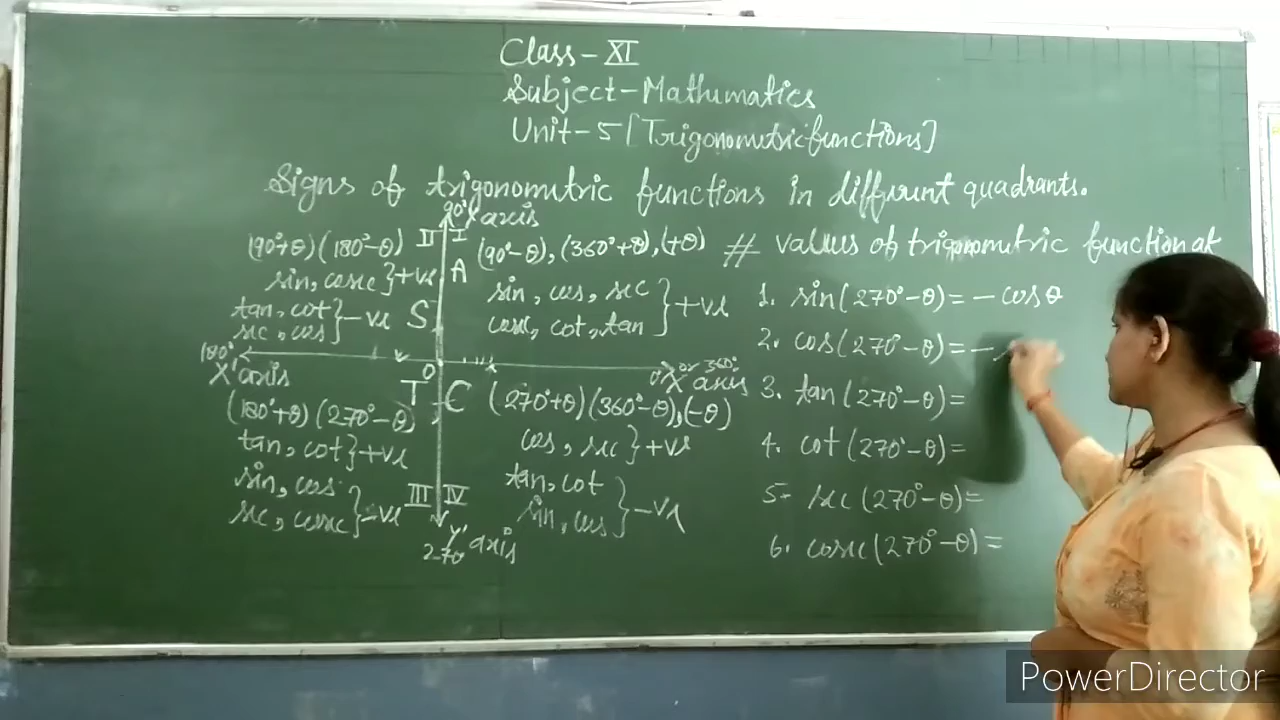 Class - XI
Subject - Mathematics
Unit - 5 [Trigonometric functions]
Signs of trigonometric functions in different quadrants.
90° Y axis
(90°+θ) (180°-θ) II
sin, cosec } +ve
tan, cot
sec, cos } -ve S
I (90°-θ), (360°+θ), (+θ)
A
sin, cos, sec
cosec, cot, tan } +ve
180°
X' axis
O
0° or 360°
X axis
T
(180°+θ) (270°-θ)
tan, cot } +ve
sin, cos
sec, cosec } -ve III
C (270°+θ) (360°-θ), (-θ)
cos, sec } +ve
tan, cot
sin, cos } -ve
IV
Y' axis
270°
# values of trigonometric function at
1. sin (270°-θ) = - cos θ
2. cos (270°-θ) = -
3. tan (270°-θ) =
4. cot (270°-θ) =
5. sec (270°-θ) =
6. cosec (270°-θ) =
PowerDirector